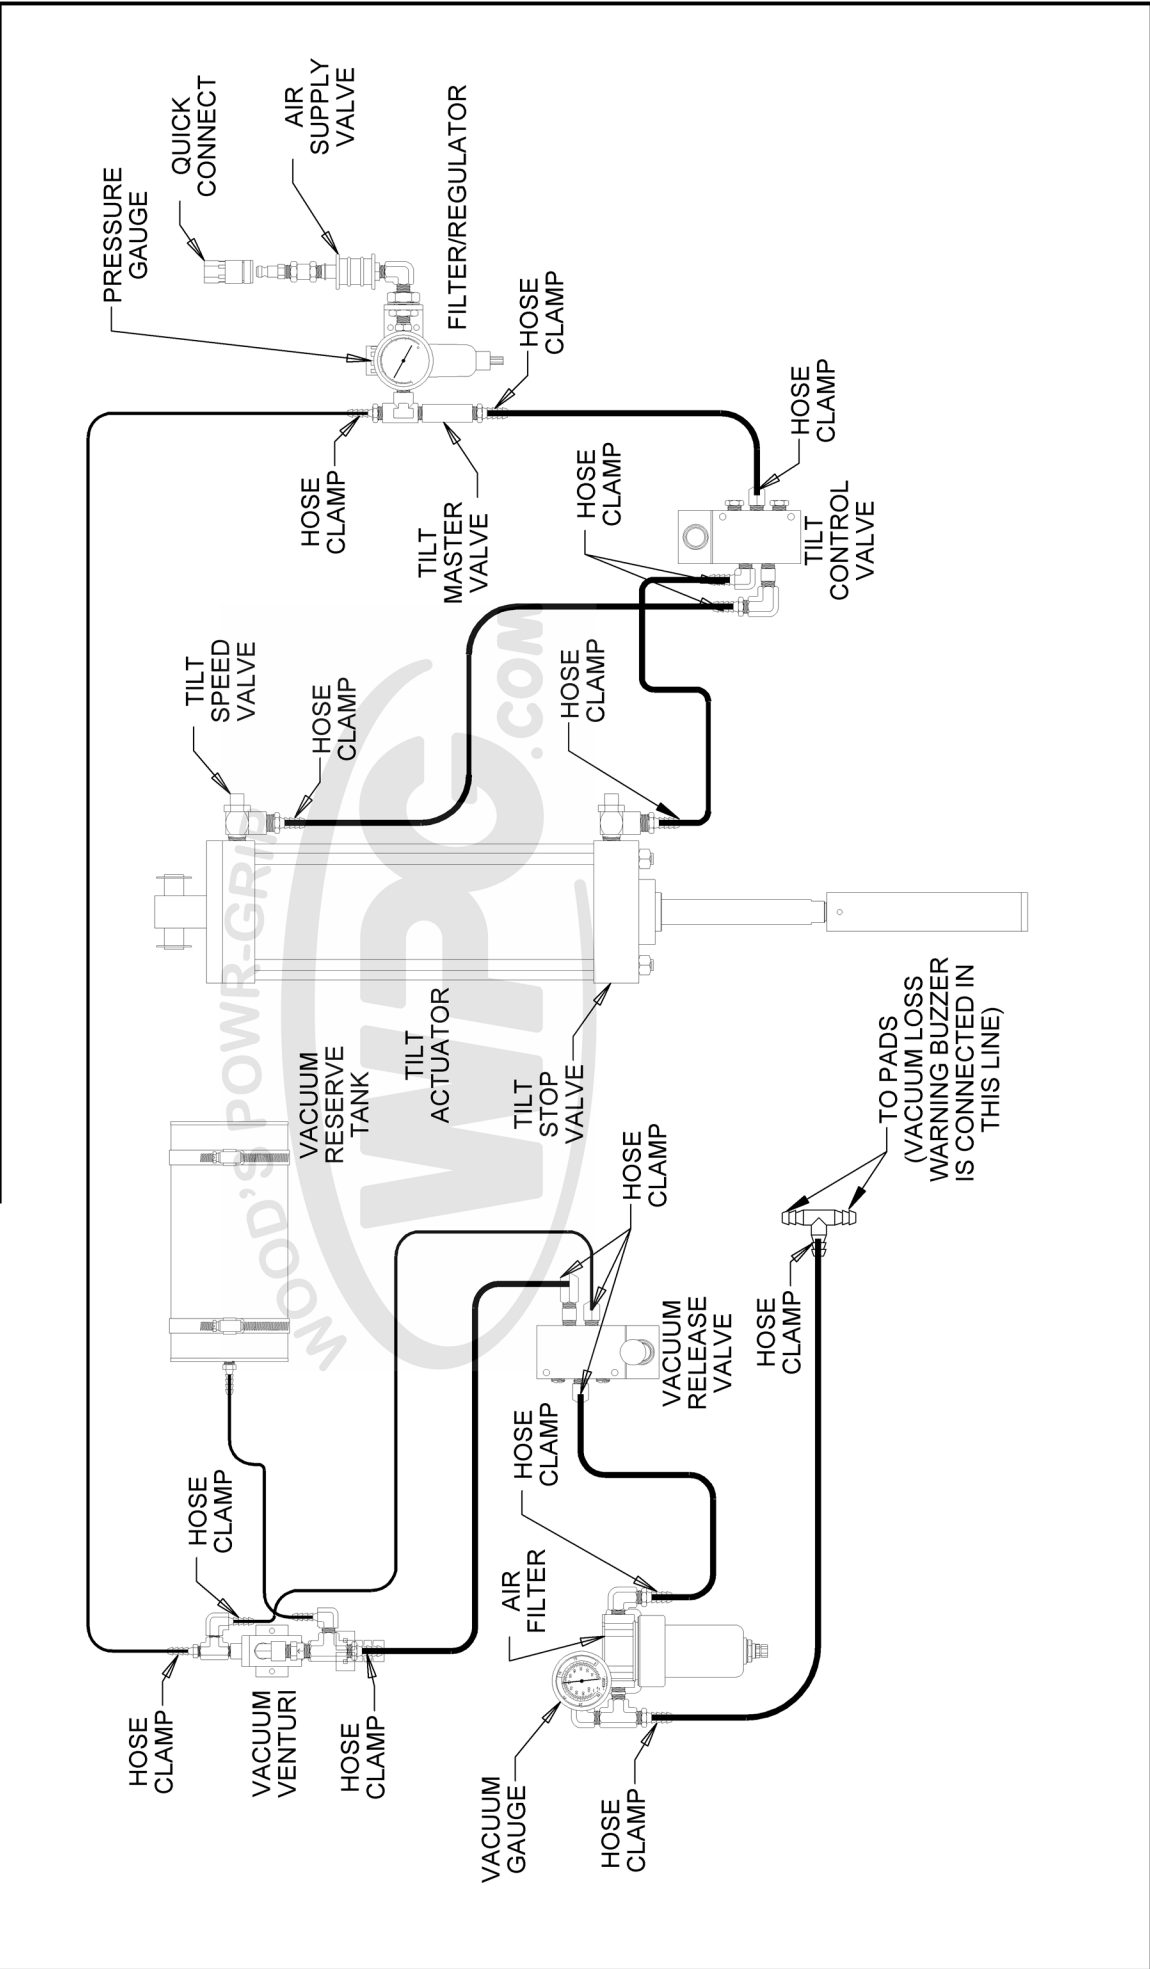 VACUUM
GAUGE
HOSE
CLAMP
HOSE
CLAMP
VACUUM
VENTURI
HOSE
CLAMP
AIR
FILTER
HOSE
CLAMP
HOSE
CLAMP
VACUUM
RELEASE
VALVE
HOSE
CLAMP
HOSE
CLAMP
TO PADS
(VACUUM LOSS
WARNING BUZZER
IS CONNECTED IN
THIS LINE)
VACUUM
RESERVE
TANK
TILT
ACTUATOR
TILT
STOP
VALVE
TILT
SPEED
VALVE
HOSE
CLAMP
HOSE
CLAMP
HOSE
CLAMP
TILT
MASTER
VALVE
HOSE
CLAMP
TILT
CONTROL
VALVE
HOSE
CLAMP
HOSE
CLAMP
PRESSURE
GAUGE
QUICK
CONNECT
AIR
SUPPLY
VALVE
FILTER/REGULATOR
WOOD'S POWR-GRIP
WPG
.COM